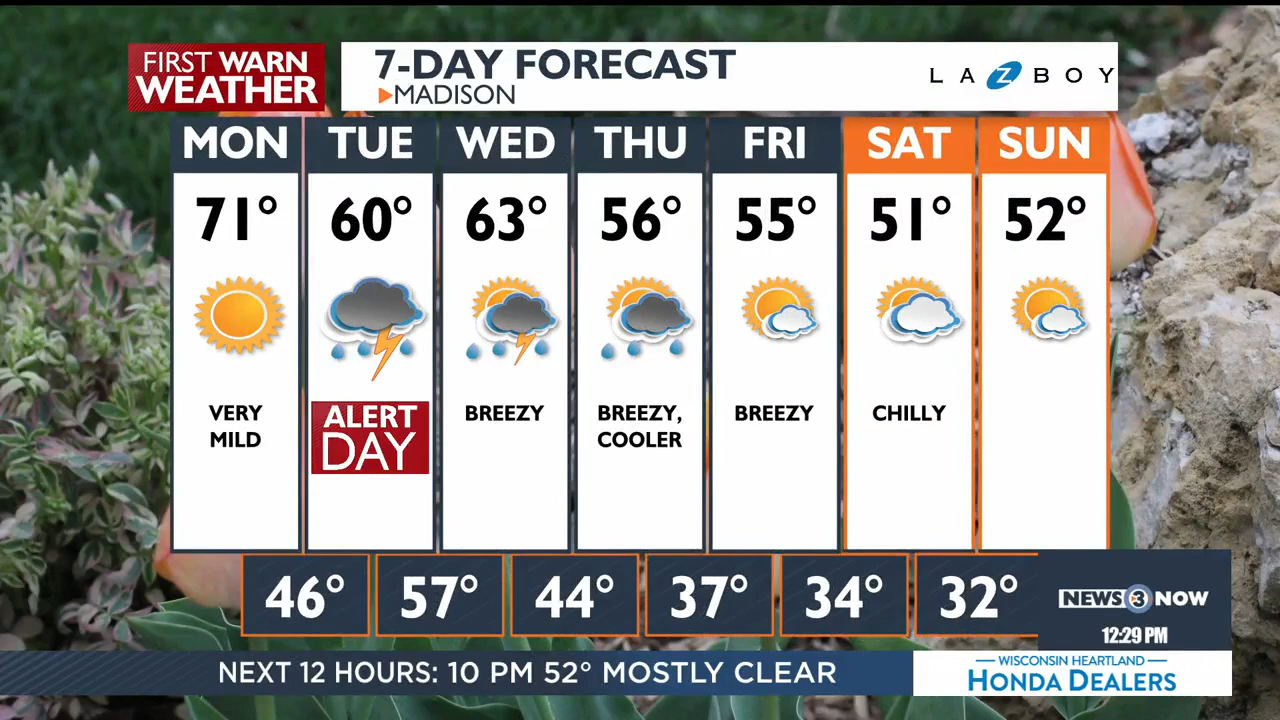 FIRST WARN
WEATHER
7-DAY FORECAST
MADISON
LA Z BOY
MON TUE WED THU FRI SAT SUN
71° 60° 63° 56° 55° 51° 52°
VERY
MILD
ALERT
DAY
BREEZY
BREEZY,
COOLER
BREEZY
CHILLY
46° 57° 44° 37° 34° 32°
NEWS 3 NOW
12:29 PM
NEXT 12 HOURS: 10 PM 52° MOSTLY CLEAR
WISCONSIN HEARTLAND
HONDA DEALERS